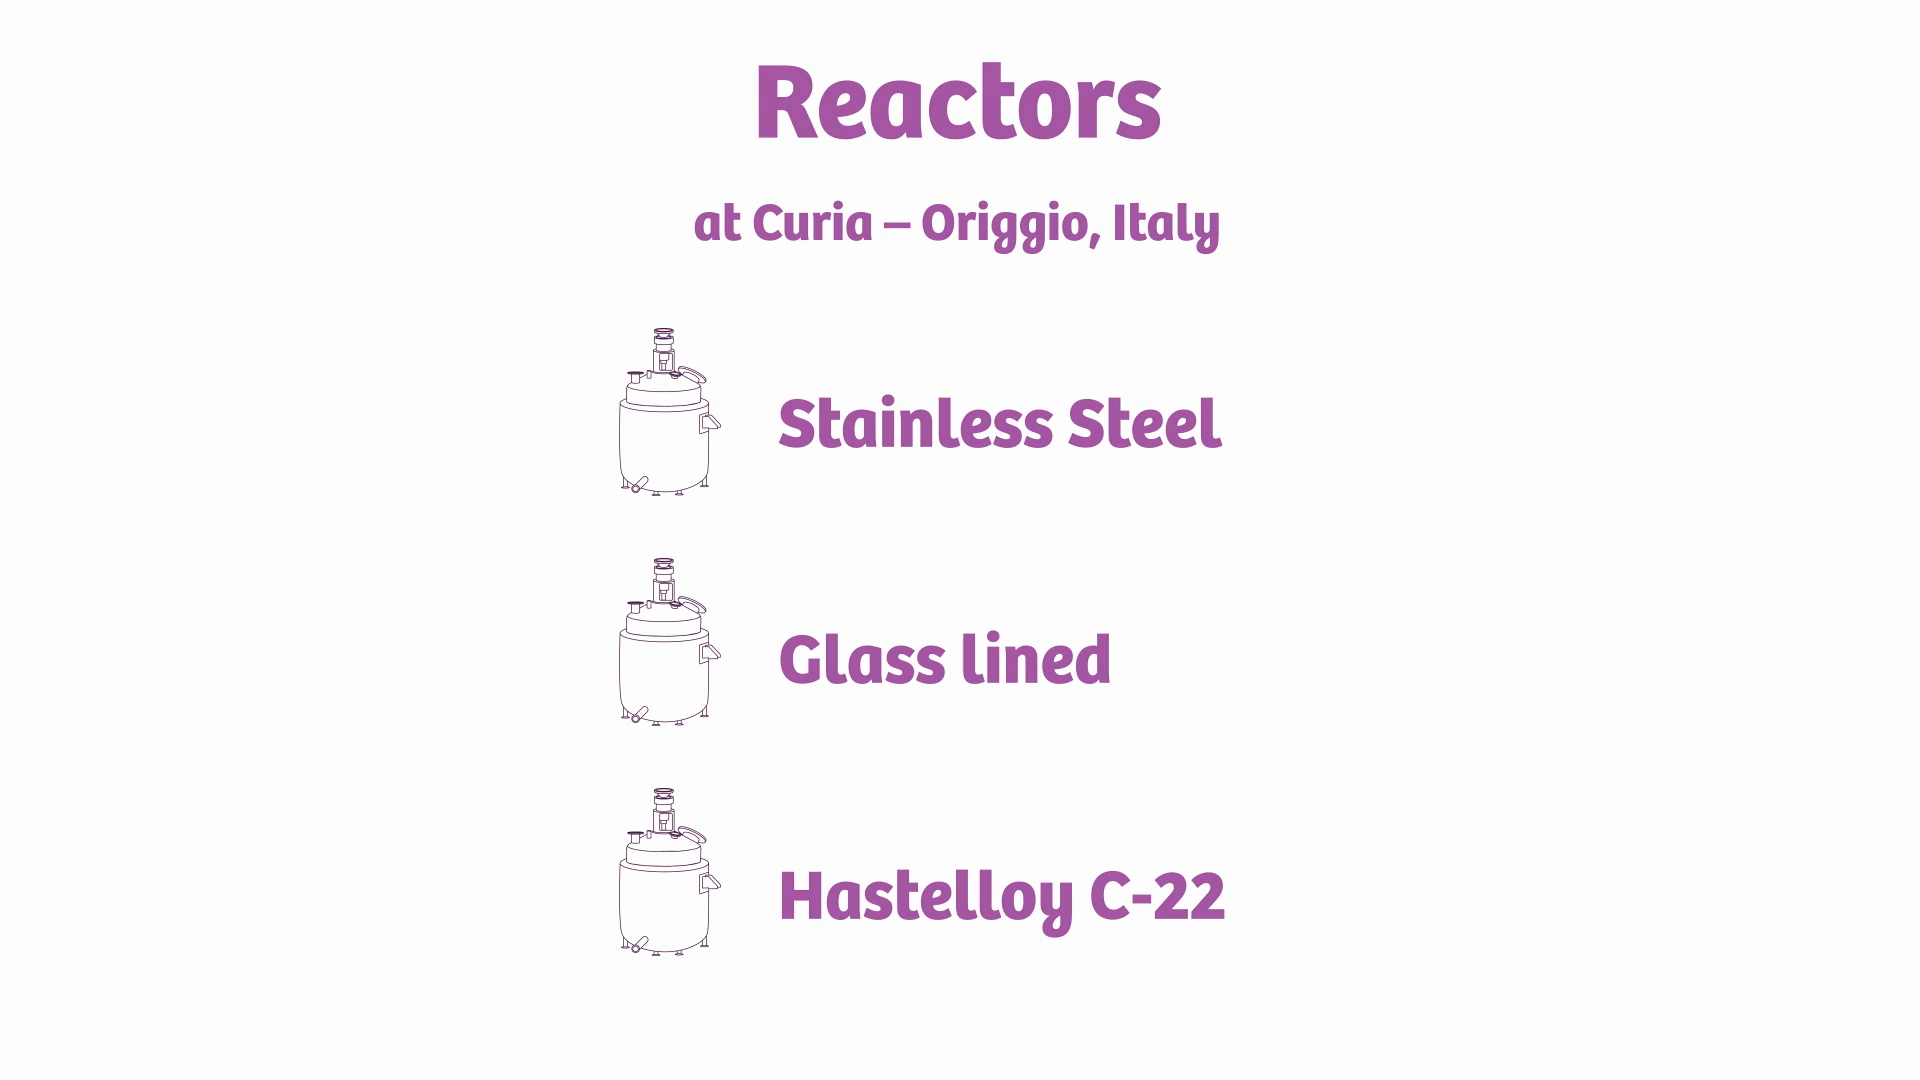 Reactors
at Curia – Origgio, Italy
Stainless Steel
Glass lined
Hastelloy C-22